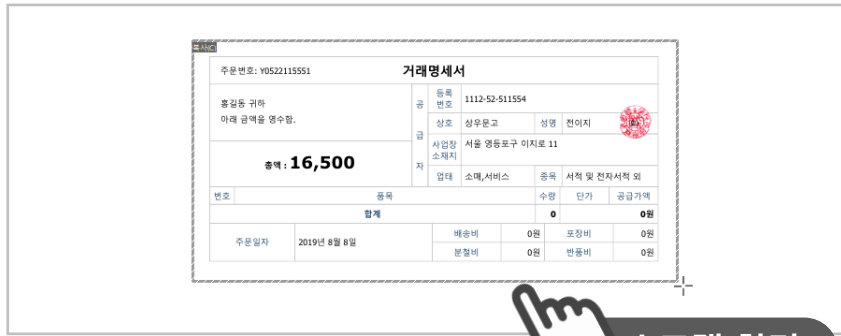 복사(C)
주문번호: Y0522115551
거래명세서
홍길동 귀하
아래 금액을 영수함.
총액 : 16,500
공급자
등록번호 1112-52-511554
상호 상우문고 성명 전이지 (인)
사업장소재지 서울 영등포구 이지로 11
업태 소매,서비스 종목 서적 및 전자서적 외
번호 품목 수량 단가 공급가액
합계 0 0원
주문일자 2019년 8월 8일
배송비 0원 포장비 0원
분철비 0원 반품비 0원